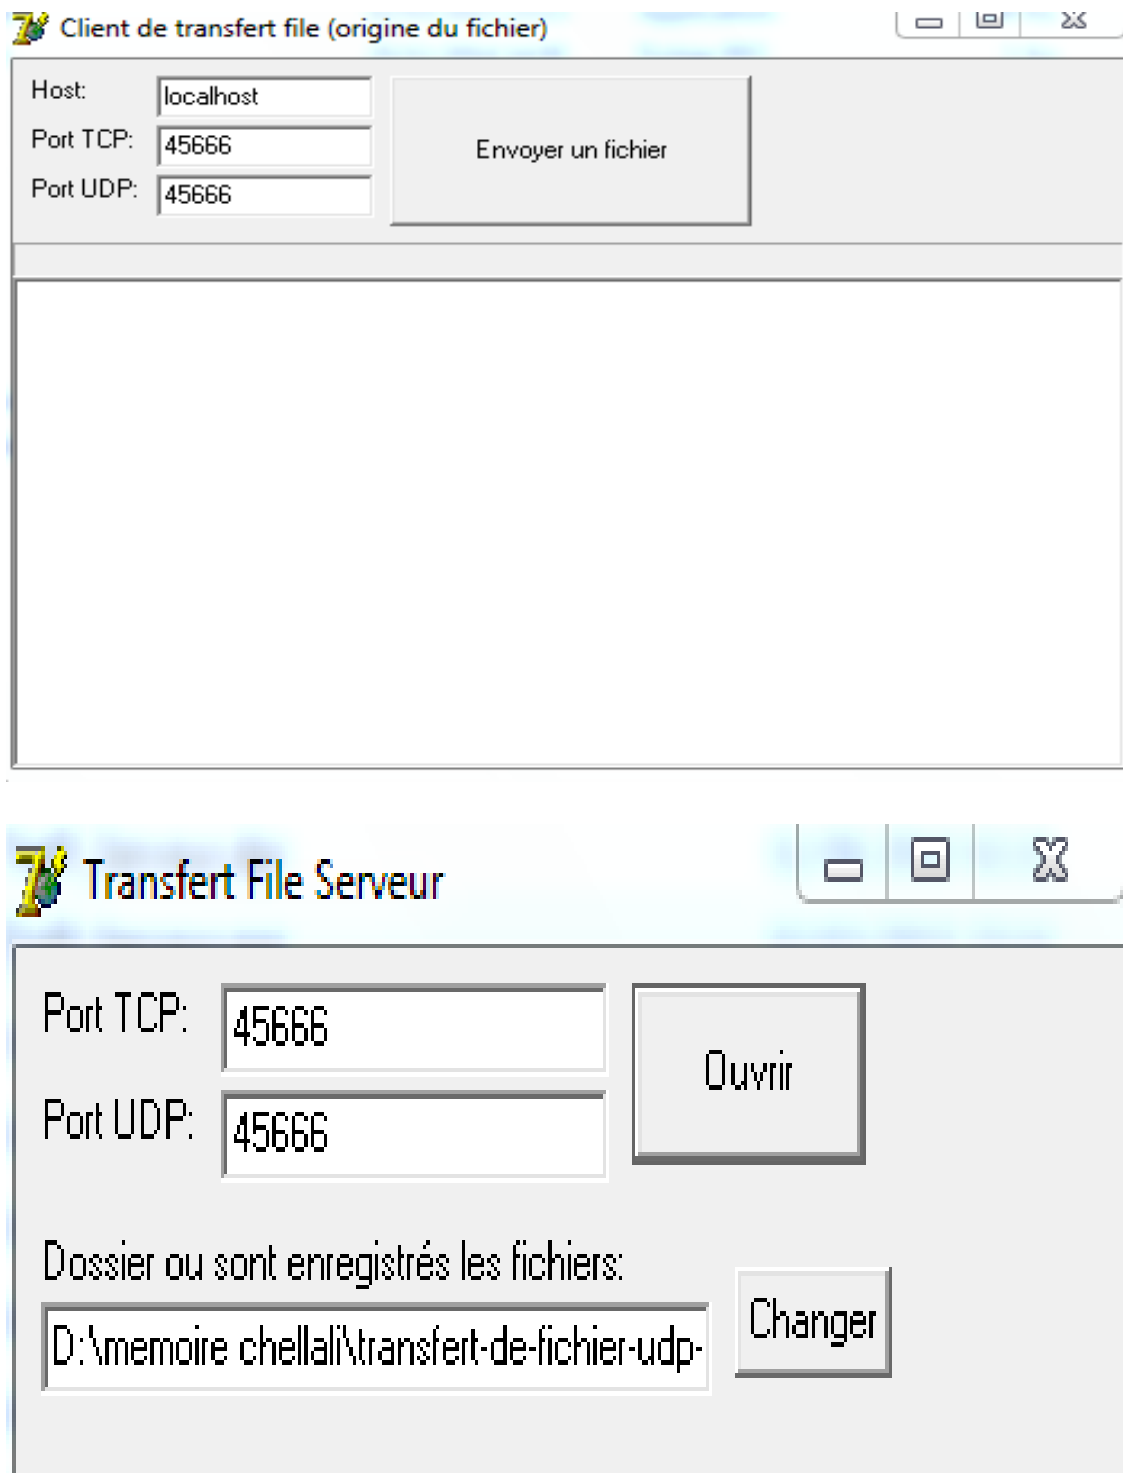 Client de transfert file (origine du fichier)
Host: localhost
Port TCP: 45666
Envoyer un fichier
Port UDP: 45666
Transfert File Serveur
Port TCP: 45666
Ouvrir
Port UDP: 45666
Dossier ou sont enregistrés les fichiers:
D:\memoire chellali\transfert-de-fichier-udp-
Changer